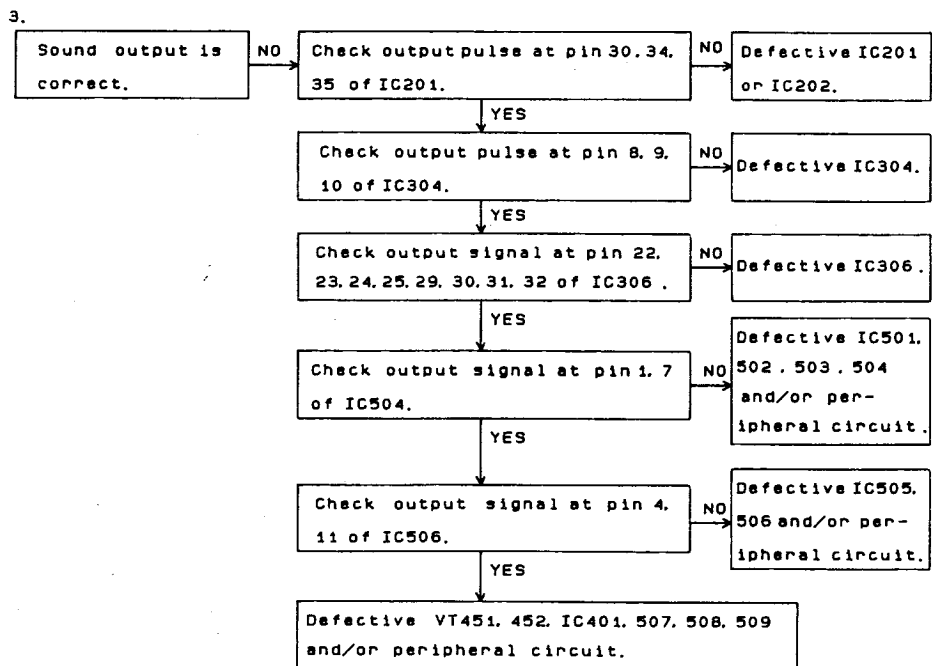 3.
Sound output is
correct.
NO
Check output pulse at pin 30, 34,
35 of IC201.
NO
Defective IC201
or IC202.
YES
Check output pulse at pin 8, 9,
10 of IC304.
NO
Defective IC304.
YES
Check output signal at pin 22,
23, 24, 25, 29, 30, 31, 32 of IC306.
NO
Defective IC306.
YES
Check output signal at pin 1, 7
of IC504.
NO
Defective IC501,
502, 503, 504
and/or per-
ipheral circuit.
YES
Check output signal at pin 4,
11 of IC506.
NO
Defective IC505,
506 and/or per-
ipheral circuit.
YES
Defective VT451, 452, IC401, 507, 508, 509
and/or peripheral circuit.